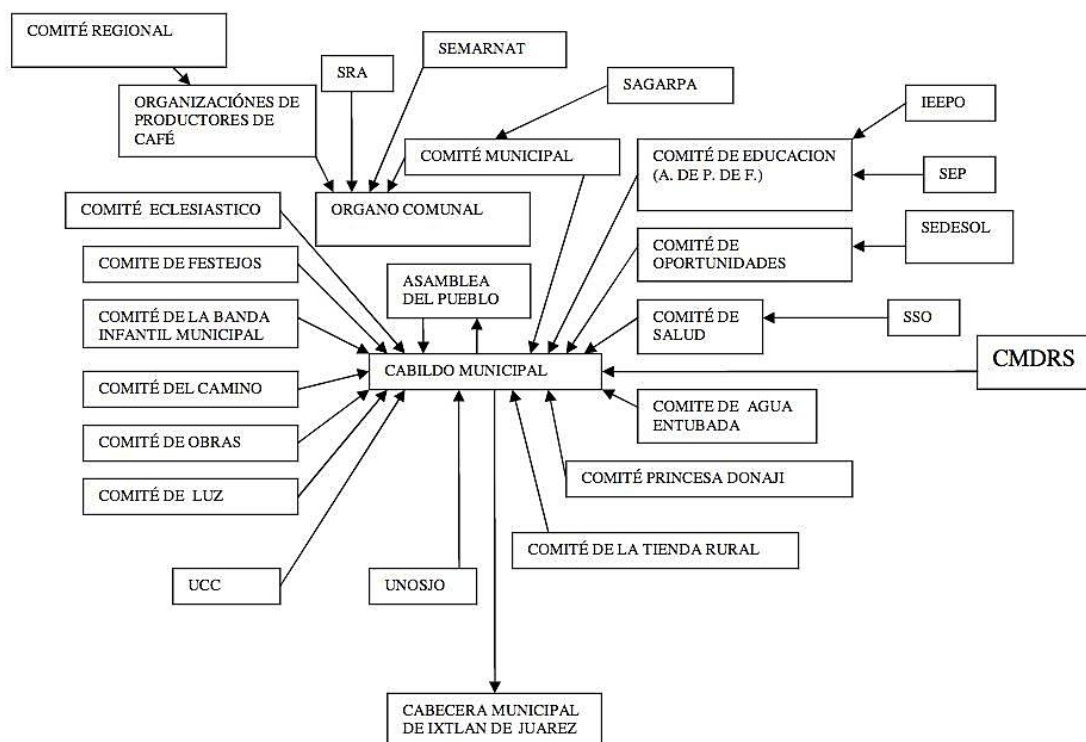 COMITÉ REGIONAL
SEMARNAT
SRA
SAGARPA
ORGANIZACIÓNES DE
PRODUCTORES DE
CAFÉ
IEEPO
COMITÉ MUNICIPAL
COMITÉ DE EDUCACION
(A. DE P. DE F.)
SEP
COMITÉ ECLESIASTICO
ORGANO COMUNAL
SEDESOL
COMITE DE FESTEJOS
ASAMBLEA
DEL PUEBLO
COMITÉ DE
OPORTUNIDADES
COMITÉ DE LA BANDA
INFANTIL MUNICIPAL
COMITÉ DE
SALUD
SSO
CMDRS
CABILDO MUNICIPAL
COMITÉ DEL CAMINO
COMITE DE AGUA
ENTUBADA
COMITÉ DE OBRAS
COMITÉ PRINCESA DONAJI
COMITÉ DE LUZ
COMITÉ DE LA TIENDA RURAL
UCC
UNOSJO
CABECERA MUNICIPAL
DE IXTLAN DE JUAREZ